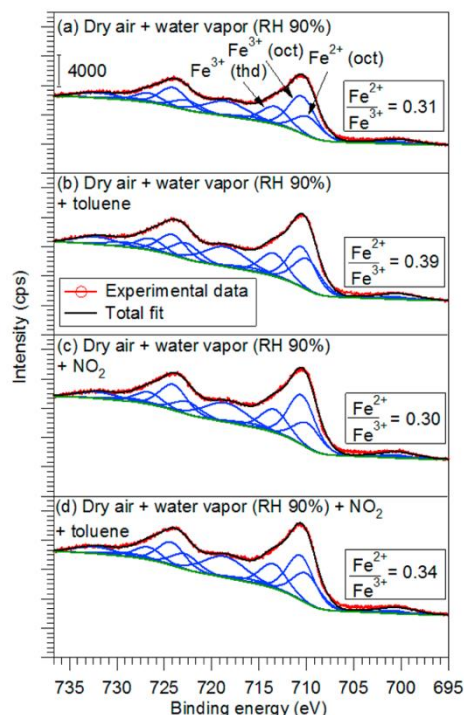 (a) Dry air + water vapor (RH 90%)
Fe³⁺ (oct)
4000
Fe³⁺ (thd)
Fe²⁺ (oct)
Fe²⁺
Fe³⁺ = 0.31
(b) Dry air + water vapor (RH 90%)
+ toluene
Fe²⁺
Fe³⁺ = 0.39
Experimental data
Total fit
(c) Dry air + water vapor (RH 90%)
+ NO₂
Fe²⁺
Fe³⁺ = 0.30
(d) Dry air + water vapor (RH 90%) + NO₂
+ toluene
Fe²⁺
Fe³⁺ = 0.34
Intensity (cps)
735 730 725 720 715 710 705 700 695
Binding energy (eV)